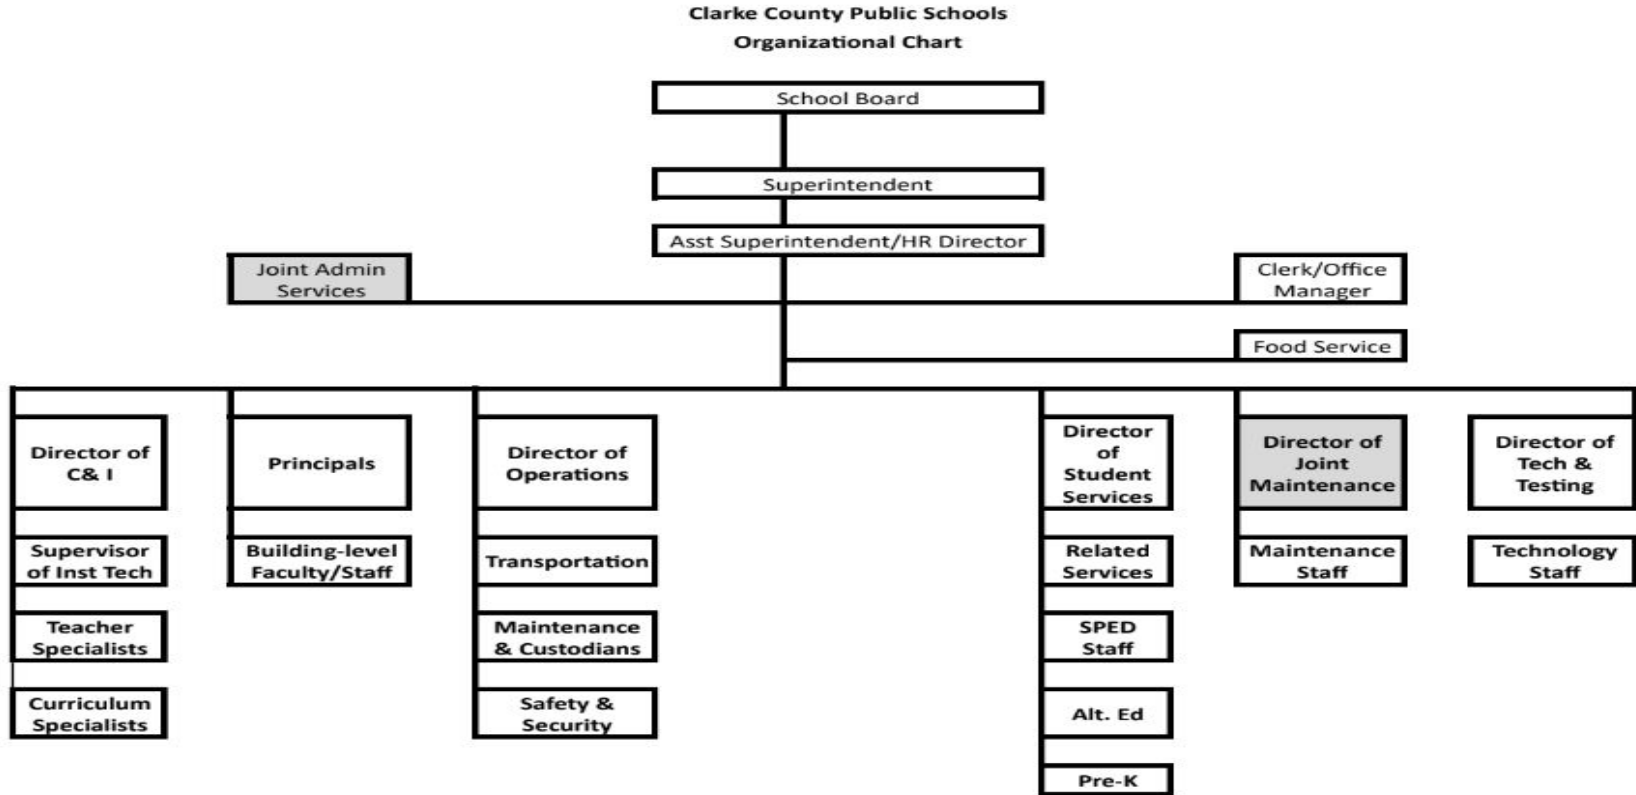 Clarke County Public Schools
Organizational Chart
School Board
Superintendent
Asst Superintendent/HR Director
Joint Admin
Services
Clerk/Office
Manager
Food Service
Director of
C& I
Principals
Director of
Operations
Director
of
Student
Services
Director of
Joint
Maintenance
Director of
Tech &
Testing
Supervisor
of Inst Tech
Building-level
Faculty/Staff
Transportation
Related
Services
Maintenance
Staff
Technology
Staff
Teacher
Specialists
Maintenance
& Custodians
SPED
Staff
Curriculum
Specialists
Safety &
Security
Alt. Ed
Pre-K